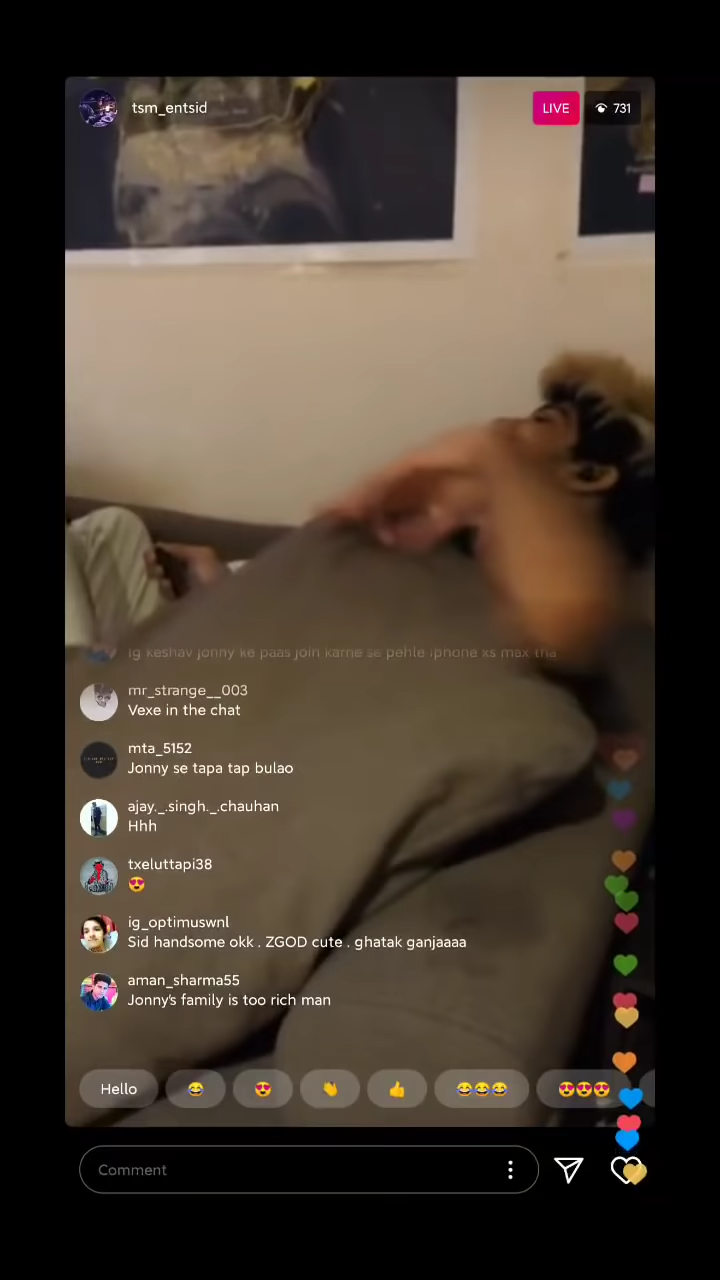 tsm_entsid
LIVE
731
ig keshav jonny ke paas join karne se pehle iphone xs max tha
mr_strange__003
Vexe in the chat
mta_5152
Jonny se tapa tap bulao
ajay._.singh._.chauhan
Hhh
txeluttapi38
😍
ig_optimuswnl
Sid handsome okk . ZGOD cute . ghatak ganjaaaa
aman_sharma55
Jonny's family is too rich man
Hello 😂 😍 👏 👍 😂😂😂 😍😍😍
Comment